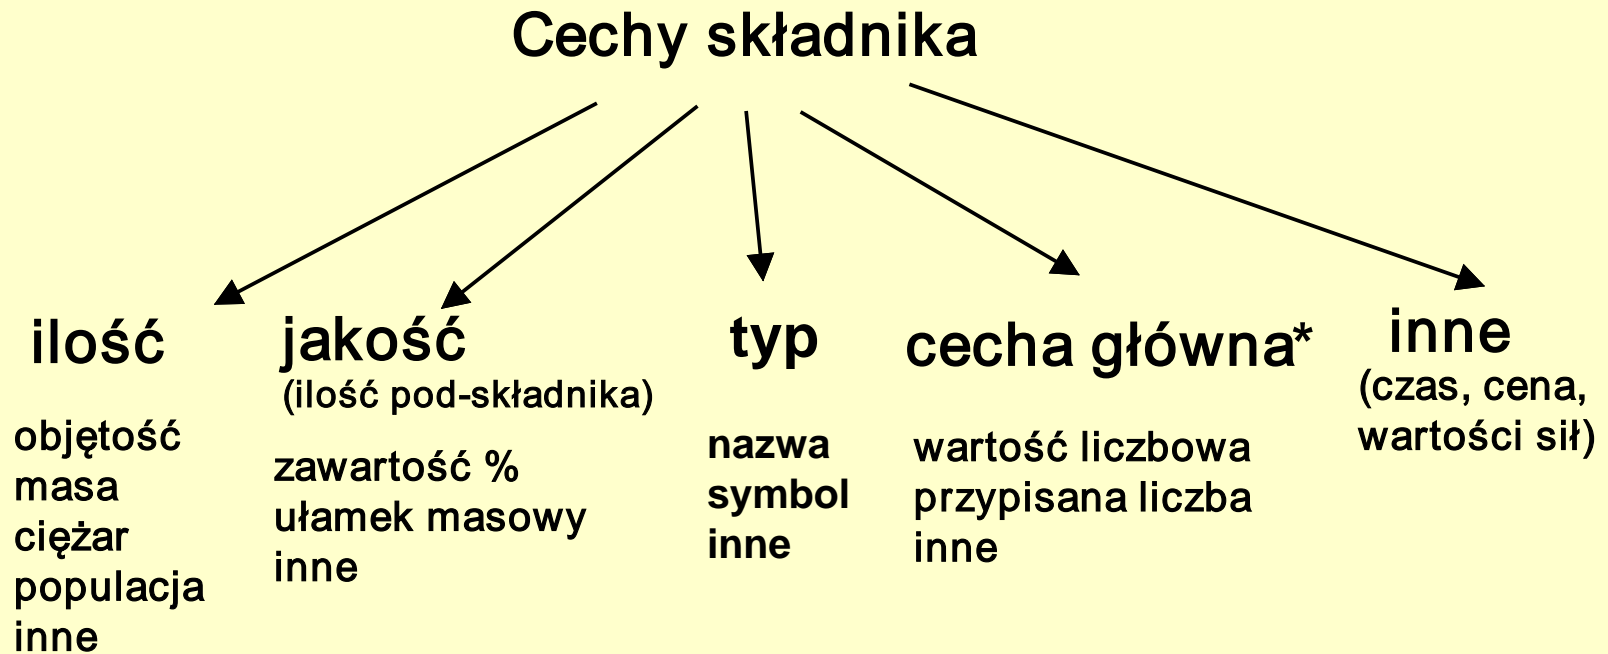 Cechy składnika
ilość
objętość
masa
ciężar
populacja
inne
jakość
(ilość pod-składnika)
zawartość %
ułamek masowy
inne
typ
nazwa
symbol
inne
cecha główna*
wartość liczbowa
przypisana liczba
inne
inne
(czas, cena,
wartości sił)